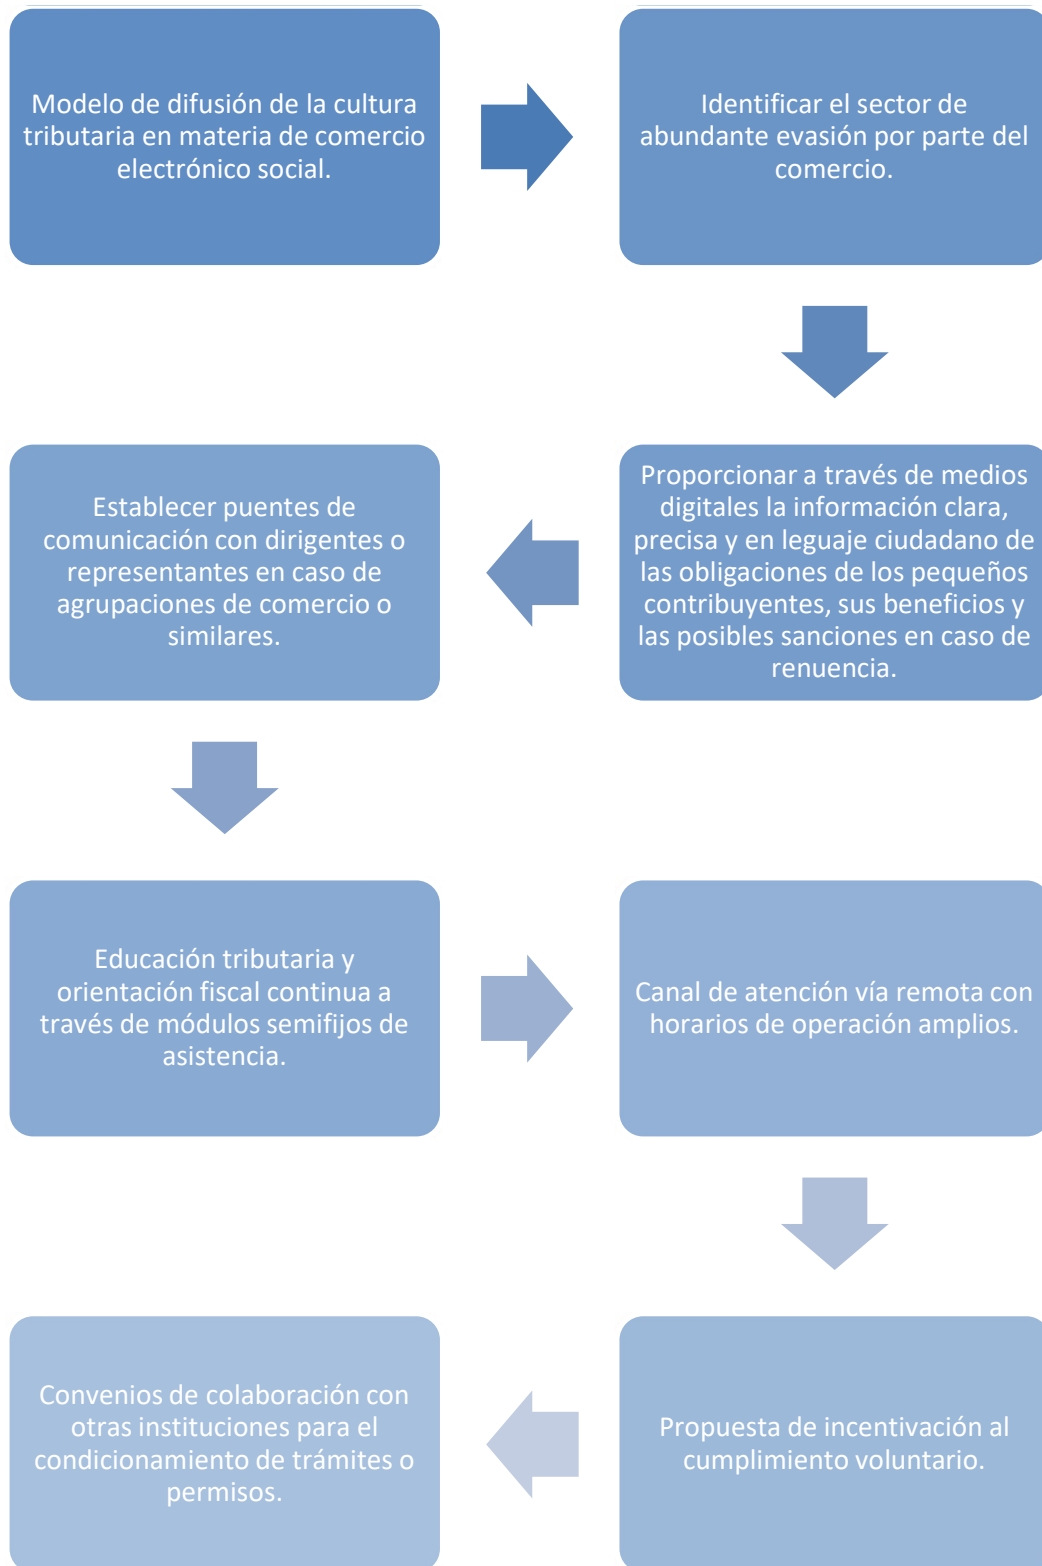 Modelo de difusión de la cultura
tributaria en materia de comercio
electrónico social.
Identificar el sector de
abundante evasión por parte del
comercio.
Proporcionar a través de medios
digitales la información clara,
precisa y en leguaje ciudadano de
las obligaciones de los pequeños
contribuyentes, sus beneficios y
las posibles sanciones en caso de
renuencia.
Establecer puentes de
comunicación con dirigentes o
representantes en caso de
agrupaciones de comercio o
similares.
Educación tributaria y
orientación fiscal continua a
través de módulos semifijos de
asistencia.
Canal de atención vía remota con
horarios de operación amplios.
Propuesta de incentivación al
cumplimiento voluntario.
Convenios de colaboración con
otras instituciones para el
condicionamiento de trámites o
permisos.